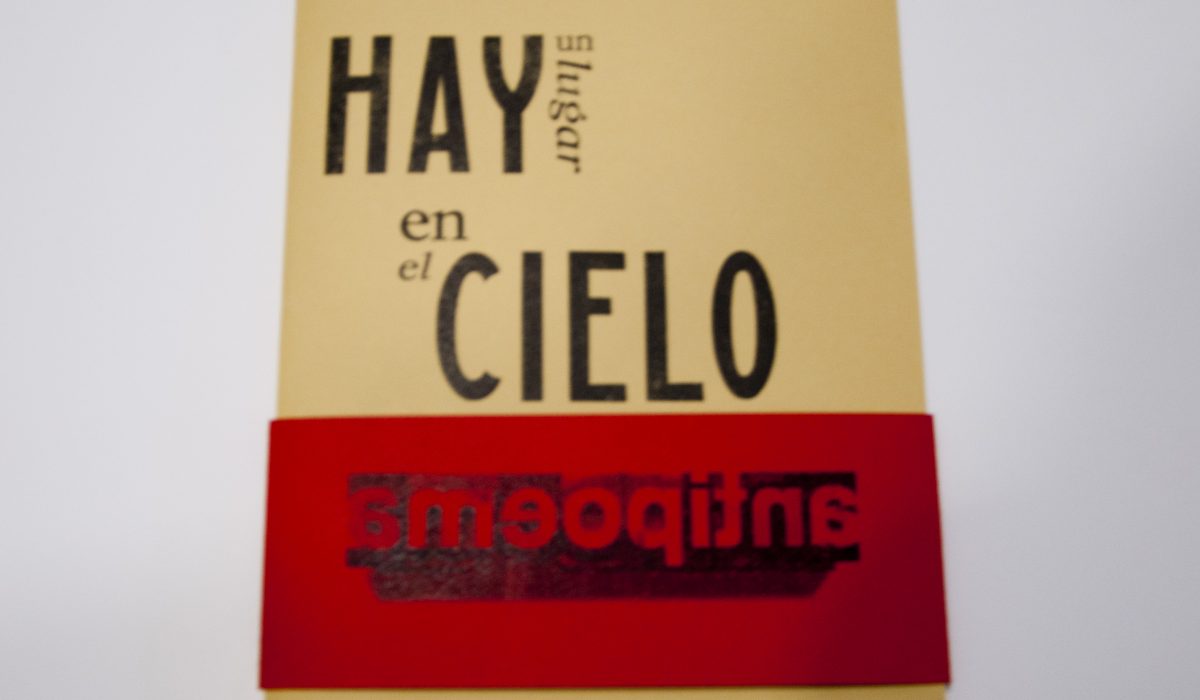 HAY un lugar
en
el CIELO
antipoema